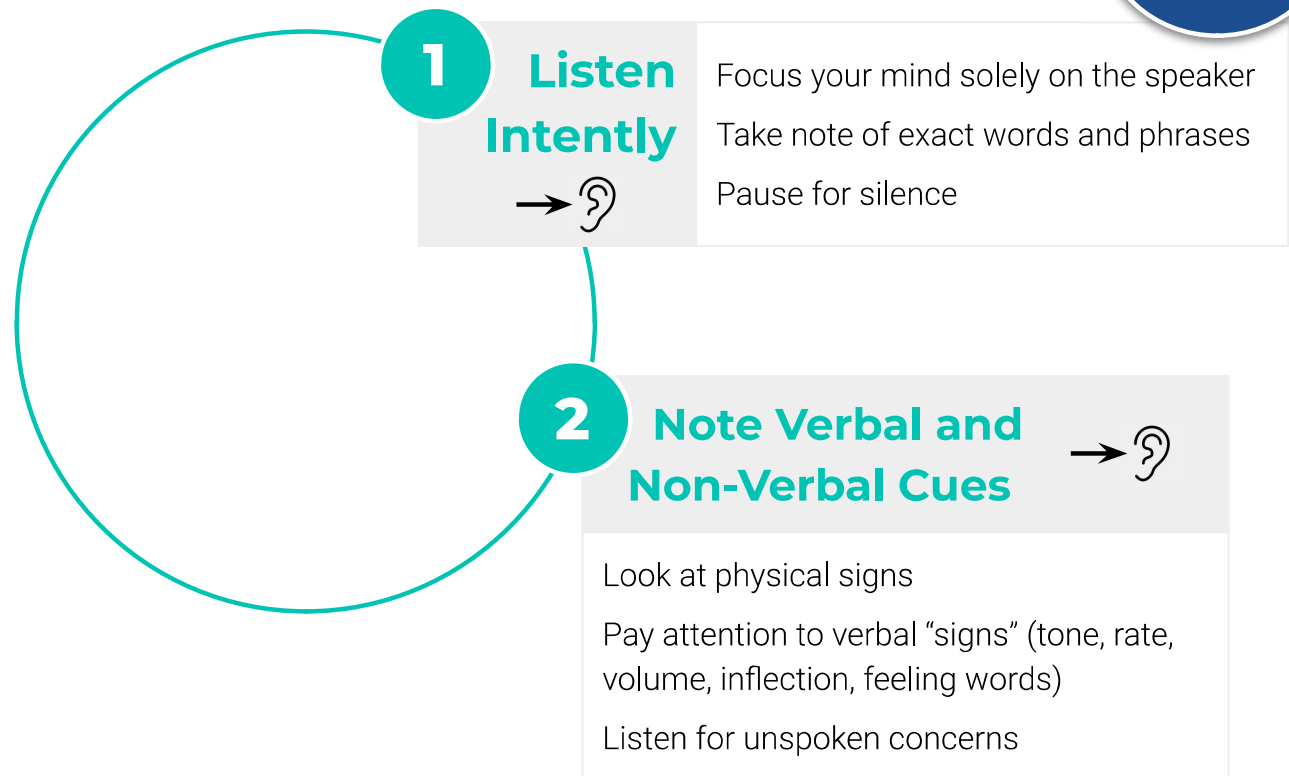 1
Listen
Intently
Focus your mind solely on the speaker
Take note of exact words and phrases
Pause for silence
2
Note Verbal and
Non-Verbal Cues
Look at physical signs
Pay attention to verbal “signs” (tone, rate,
volume, inflection, feeling words)
Listen for unspoken concerns